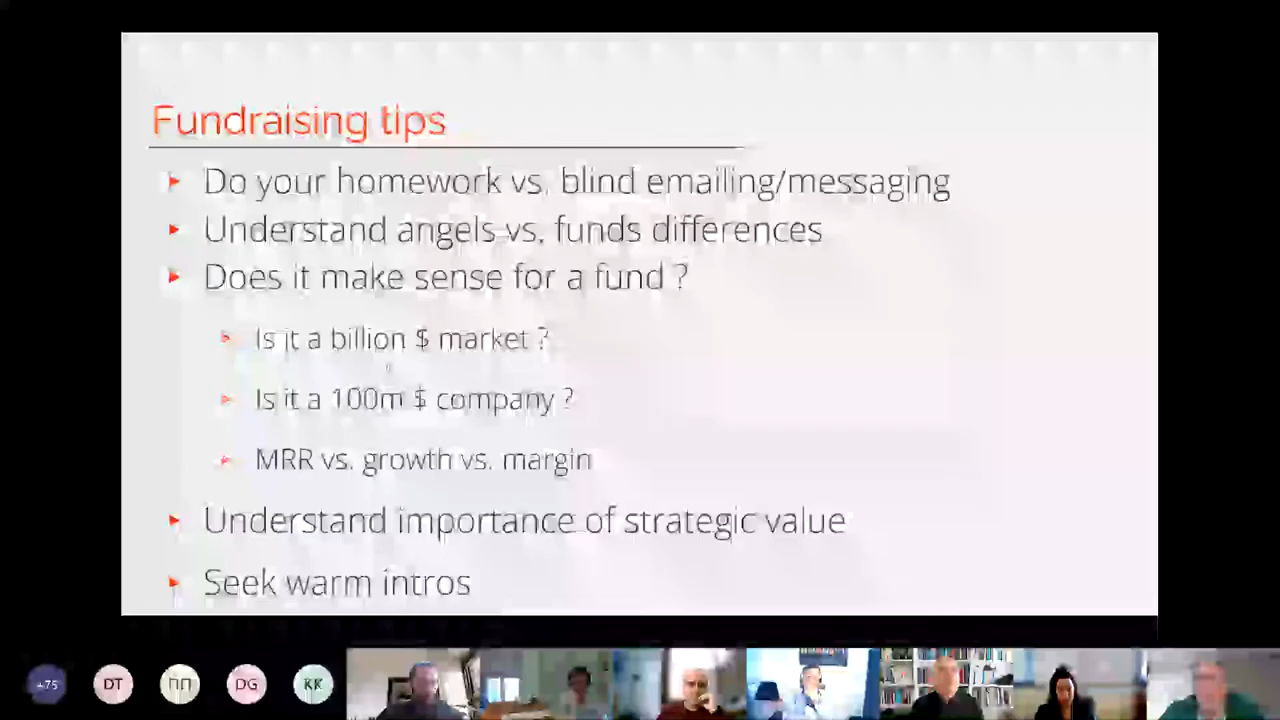 Fundraising tips
Do your homework vs. blind emailing/messaging
Understand angels vs. funds differences
Does it make sense for a fund ?
Is it a billion $ market ?
Is it a 100m $ company ?
MRR vs. growth vs. margin
Understand importance of strategic value
Seek warm intros
+75 DT ΠΠ DG KK